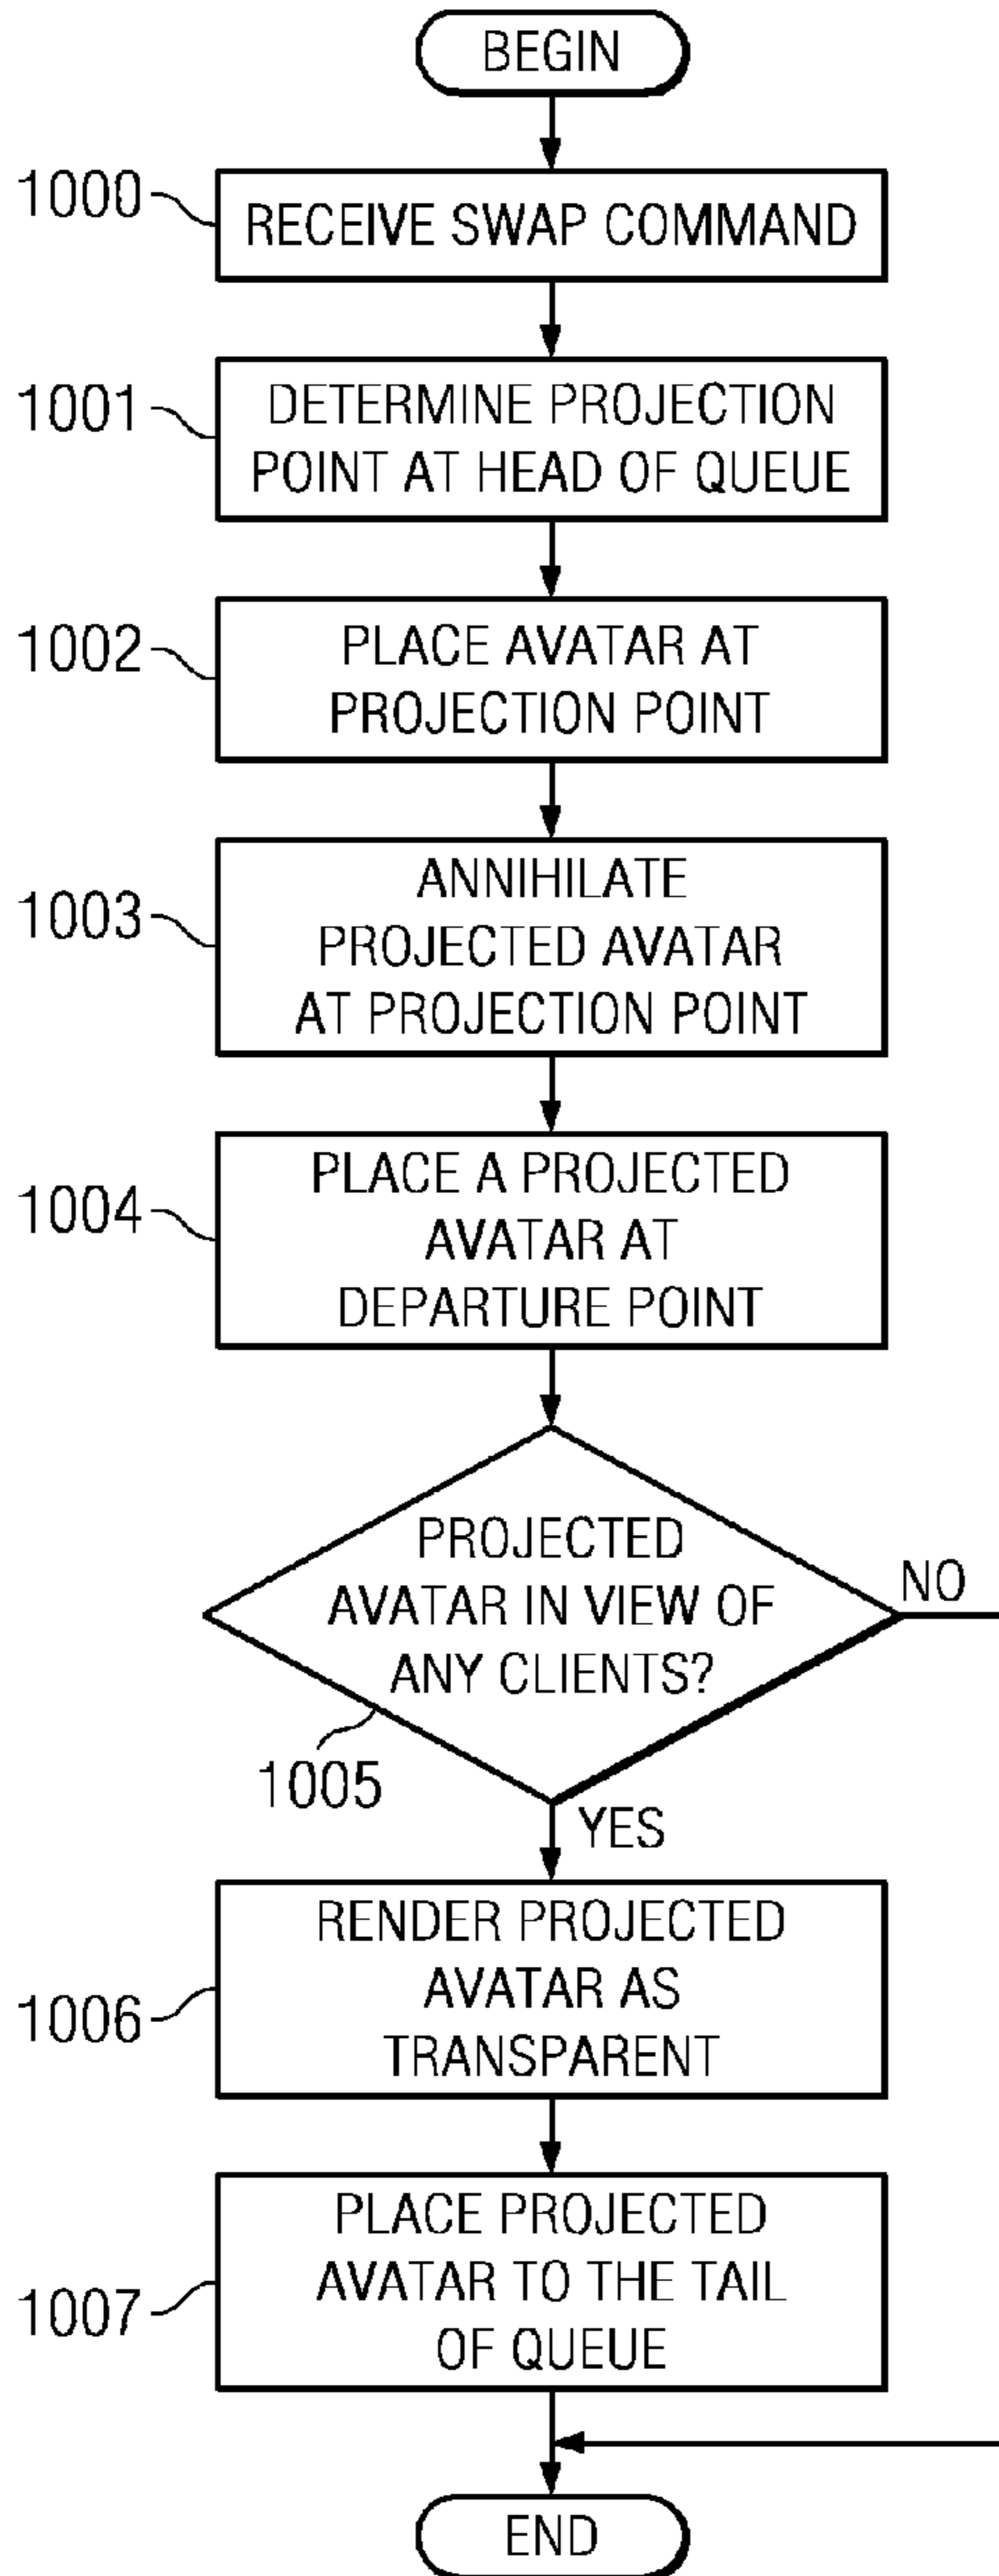 BEGIN
1000
RECEIVE SWAP COMMAND
1001
DETERMINE PROJECTION
POINT AT HEAD OF QUEUE
1002
PLACE AVATAR AT
PROJECTION POINT
1003
ANNIHILATE
PROJECTED AVATAR
AT PROJECTION POINT
1004
PLACE A PROJECTED
AVATAR AT
DEPARTURE POINT
PROJECTED
AVATAR IN VIEW OF
ANY CLIENTS?
NO
1005
YES
1006
RENDER PROJECTED
AVATAR AS
TRANSPARENT
1007
PLACE PROJECTED
AVATAR TO THE TAIL
OF QUEUE
END